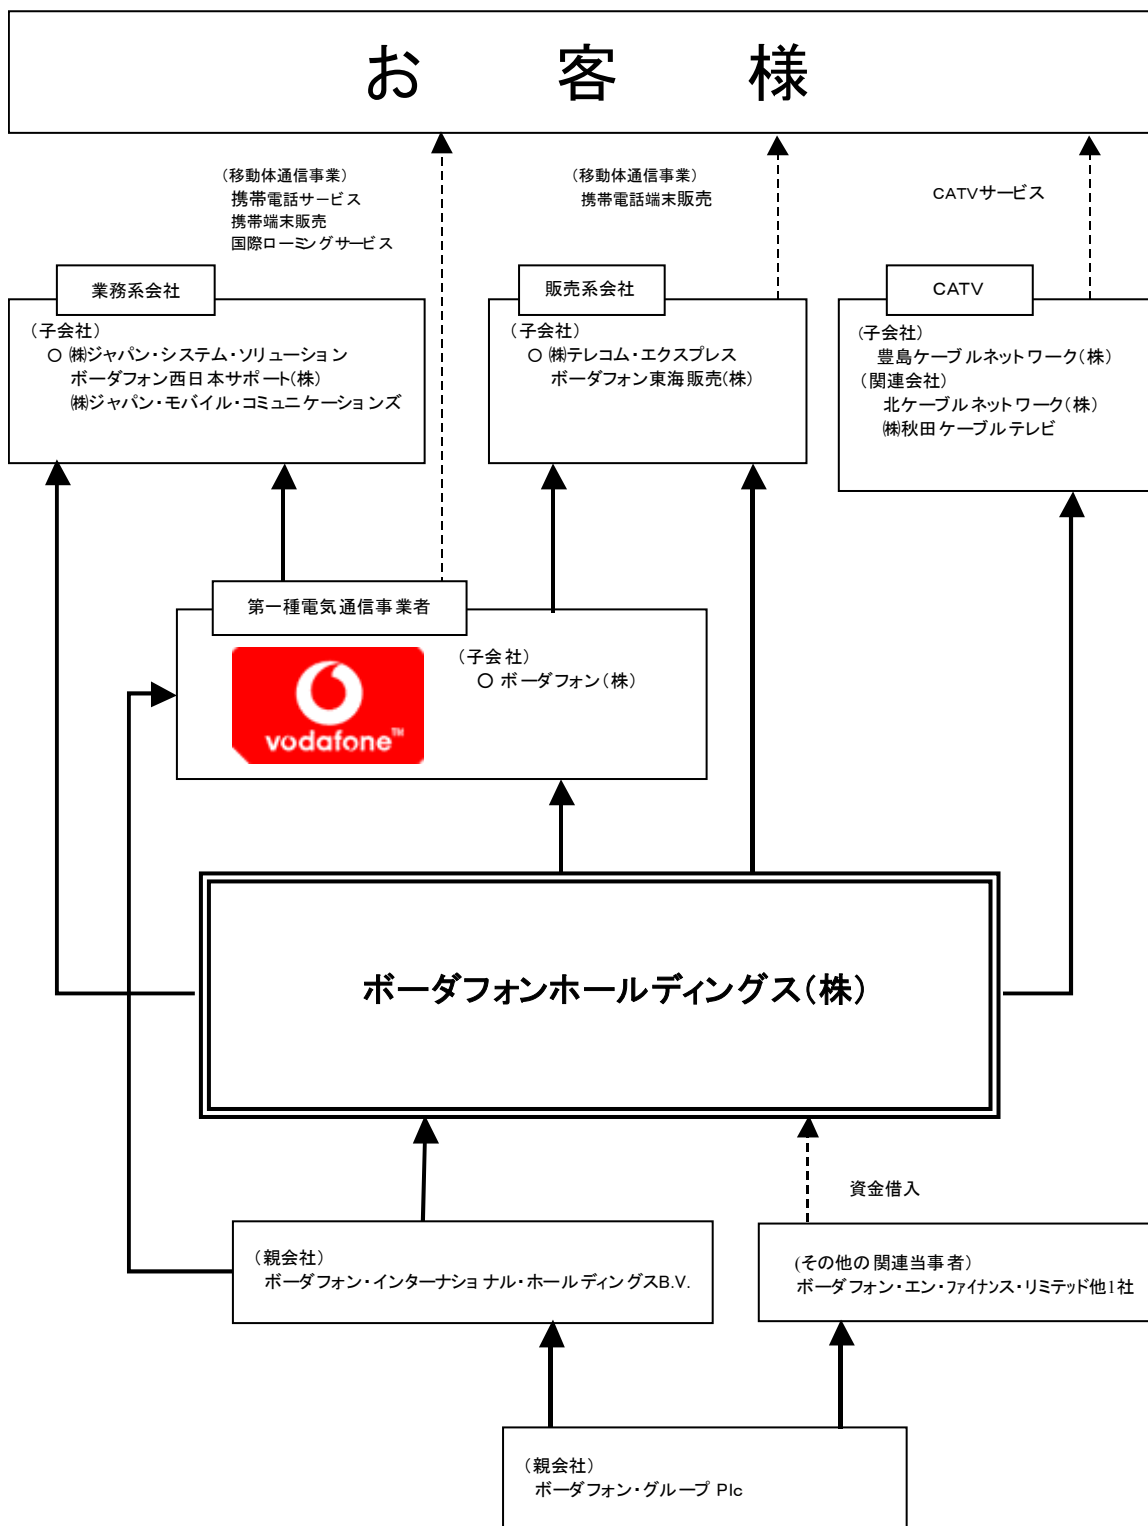 お客様
(移動体通信事業)
携帯電話サービス
携帯端末販売
国際ローミングサービス
(移動体通信事業)
携帯電話端末販売
CATVサービス
業務系会社
(子会社)
○ ㈱ジャパン・システム・ソリューション
ボーダフォン西日本サポート(株)
㈱ジャパン・モバイル・コミュニケーションズ
販売系会社
(子会社)
○ ㈱テレコム・エクスプレス
ボーダフォン東海販売(株)
CATV
(子会社)
豊島ケーブルネットワーク(株)
(関連会社)
北ケーブルネットワーク(株)
㈱秋田ケーブルテレビ
第一種電気通信事業者
(子会社)
○ ボーダフォン(株)
vodafone™
ボーダフォンホールディングス(株)
資金借入
(親会社)
ボーダフォン・インターナショナル・ホールディングスB.V.
(その他の関連当事者)
ボーダフォン・エン・ファイナンス・リミテッド他1社
(親会社)
ボーダフォン・グループ Plc